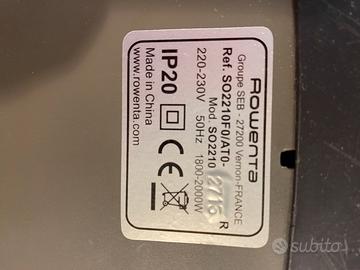 Rowenta
Groupe SEB - 27200 Vernon-FRANCE
Ref. SO2210F0/AT0-
2715 R
Mod. SO2210
220-230V 50Hz 1800-2000W
IP20 CE
Made in China
www.rowenta.com
subito